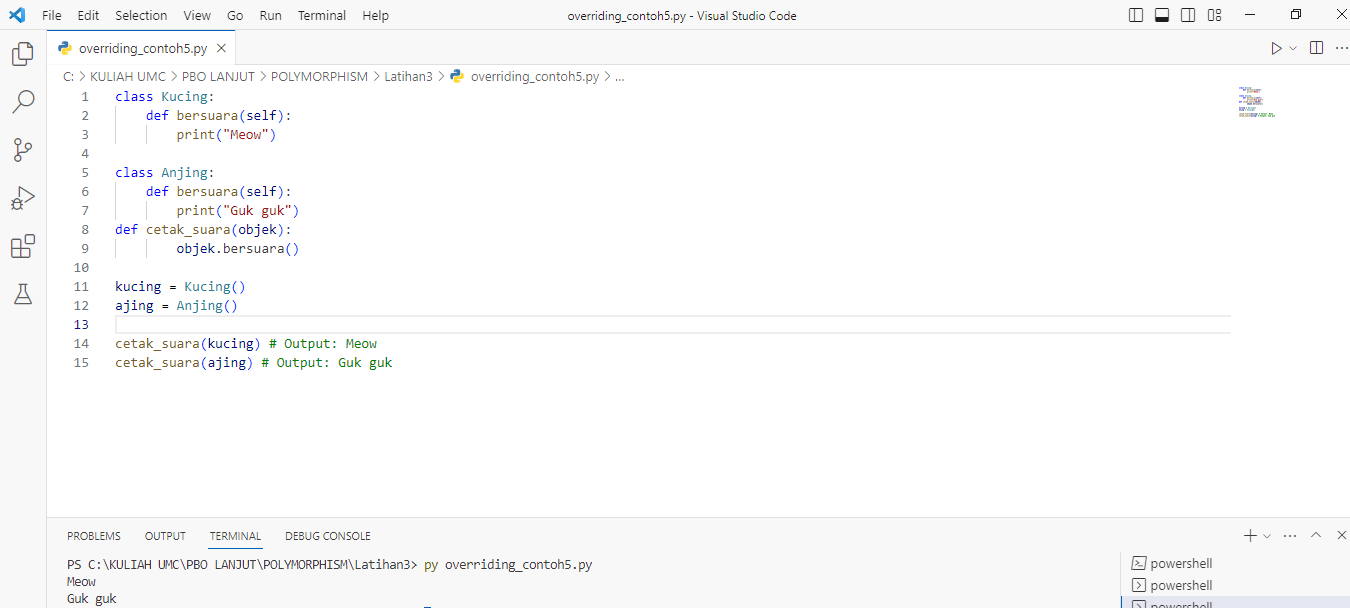 File Edit Selection View Go Run Terminal Help overriding_contoh5.py - Visual Studio Code
overriding_contoh5.py
C: > KULIAH UMC > PBO LANJUT > POLYMORPHISM > Latihan3 > overriding_contoh5.py > ...
1 class Kucing:
2     def bersuara(self):
3         print("Meow")
4
5 class Anjing:
6     def bersuara(self):
7         print("Guk guk")
8 def cetak_suara(objek):
9         objek.bersuara()
10
11 kucing = Kucing()
12 ajing = Anjing()
13
14 cetak_suara(kucing) # Output: Meow
15 cetak_suara(ajing) # Output: Guk guk
PROBLEMS OUTPUT TERMINAL DEBUG CONSOLE
PS C:\KULIAH UMC\PBO LANJUT\POLYMORPHISM\Latihan3> py overriding_contoh5.py
Meow
Guk guk
powershell
powershell
powershell